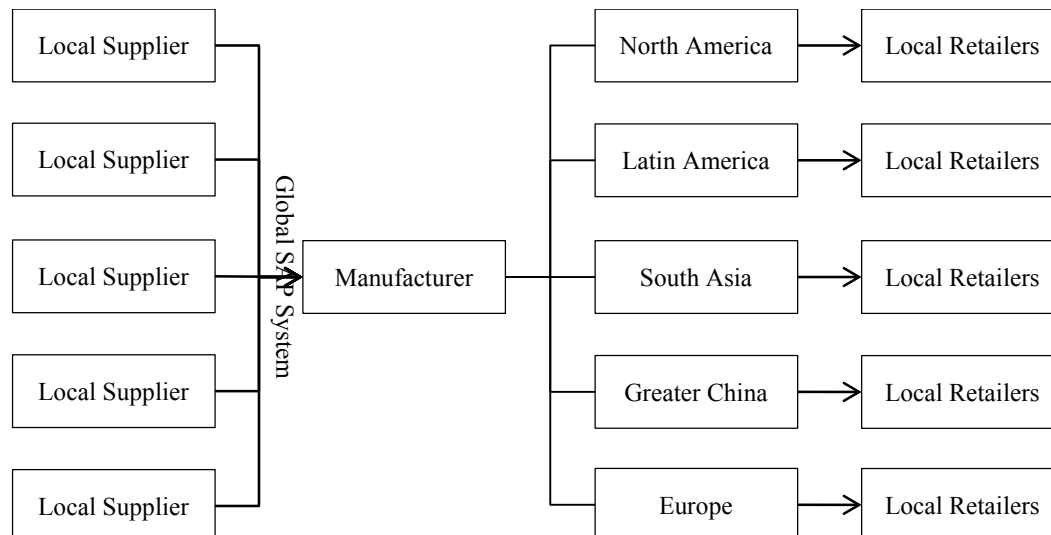 Local Supplier
North America
Local Retailers
Local Supplier
Latin America
Local Retailers
Global SAP System
Local Supplier
Manufacturer
South Asia
Local Retailers
Local Supplier
Greater China
Local Retailers
Local Supplier
Europe
Local Retailers